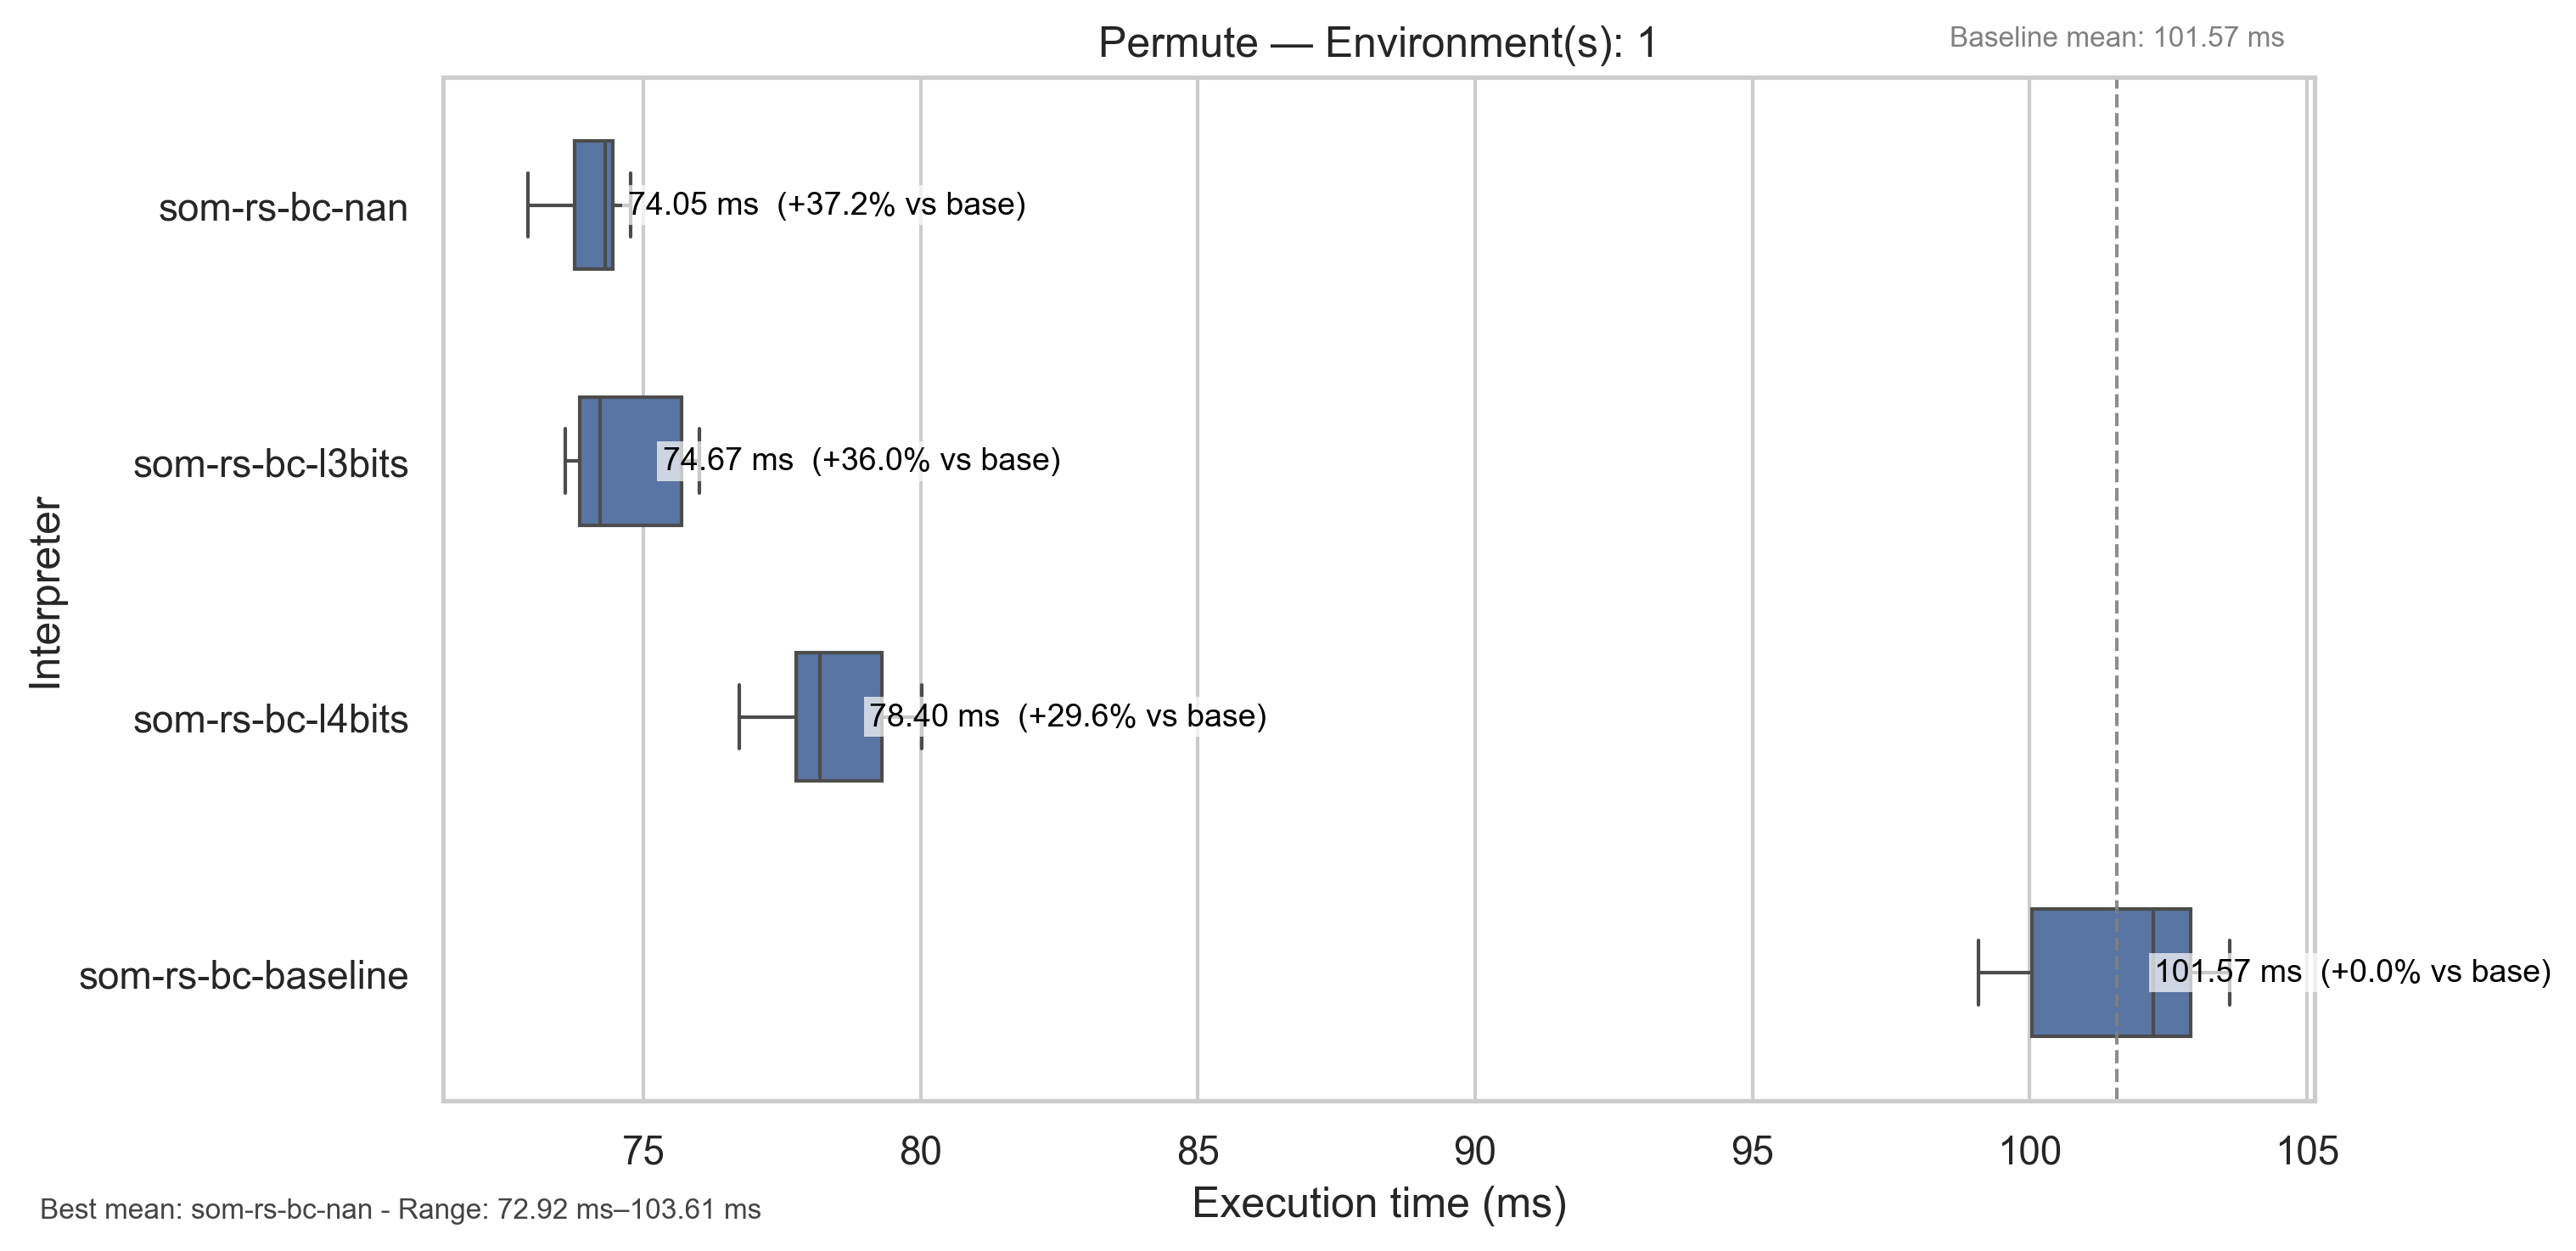 Permute — Environment(s): 1
Baseline mean: 101.57 ms
som-rs-bc-nan
74.05 ms  (+37.2% vs base)
som-rs-bc-l3bits
74.67 ms  (+36.0% vs base)
Interpreter
som-rs-bc-l4bits
78.40 ms  (+29.6% vs base)
som-rs-bc-baseline
101.57 ms  (+0.0% vs base)
75 80 85 90 95 100 105
Execution time (ms)
Best mean: som-rs-bc-nan - Range: 72.92 ms–103.61 ms